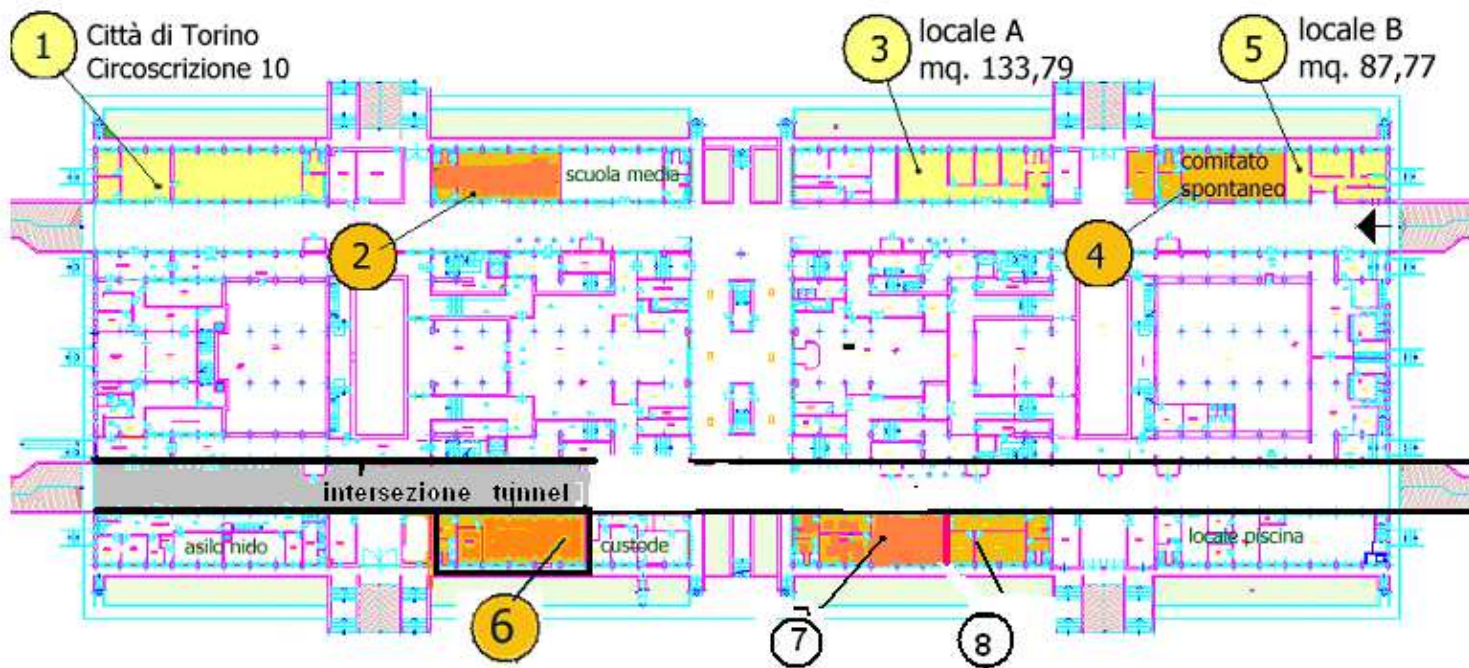 1
Città di Torino
Circoscrizione 10
3
locale A
mq. 133,79
5
locale B
mq. 87,77
scuola media
comitato
spontaneo
2
4
intersezione tunnel
asilo nido
custode
locale piscina
6
7
8